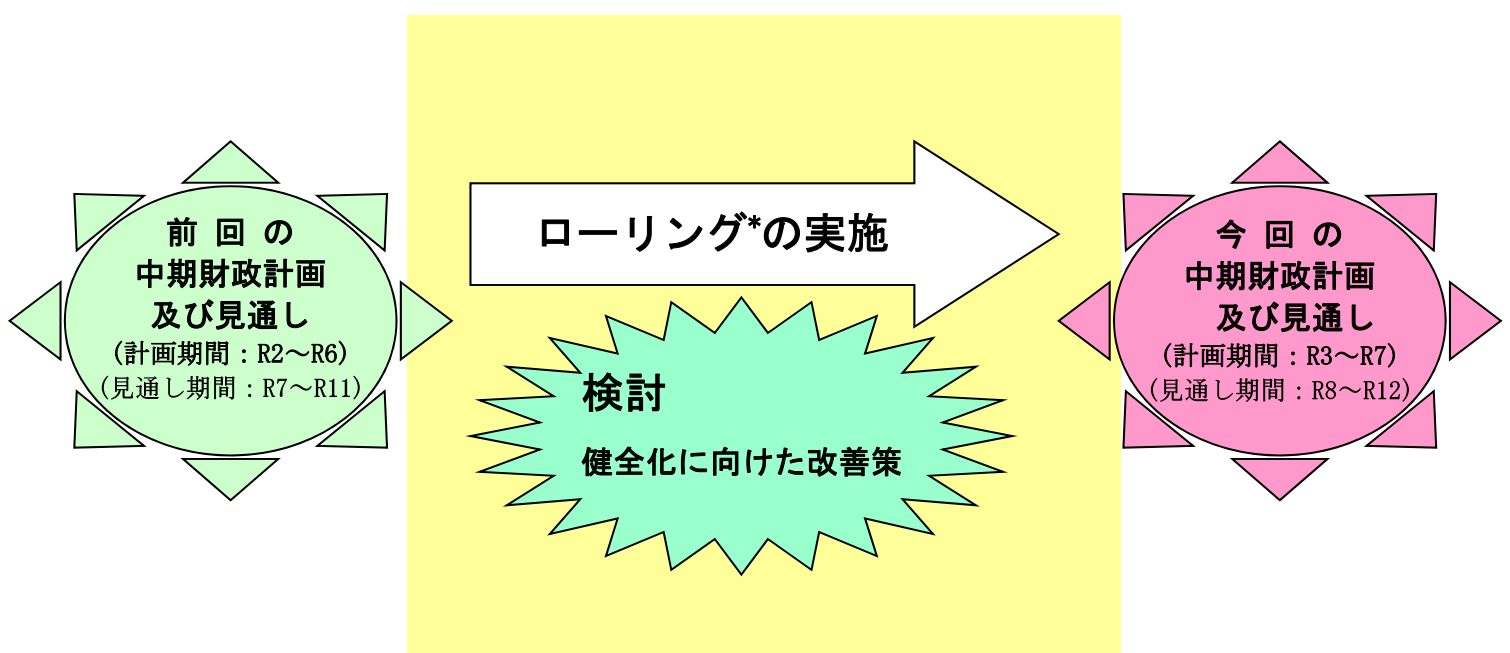 前 回 の
中期財政計画
及び見通し
(計画期間：R2～R6)
(見通し期間：R7～R11)
ローリング*の実施
検討
健全化に向けた改善策
今 回 の
中期財政計画
及び見通し
(計画期間：R3～R7)
(見通し期間：R8～R12)